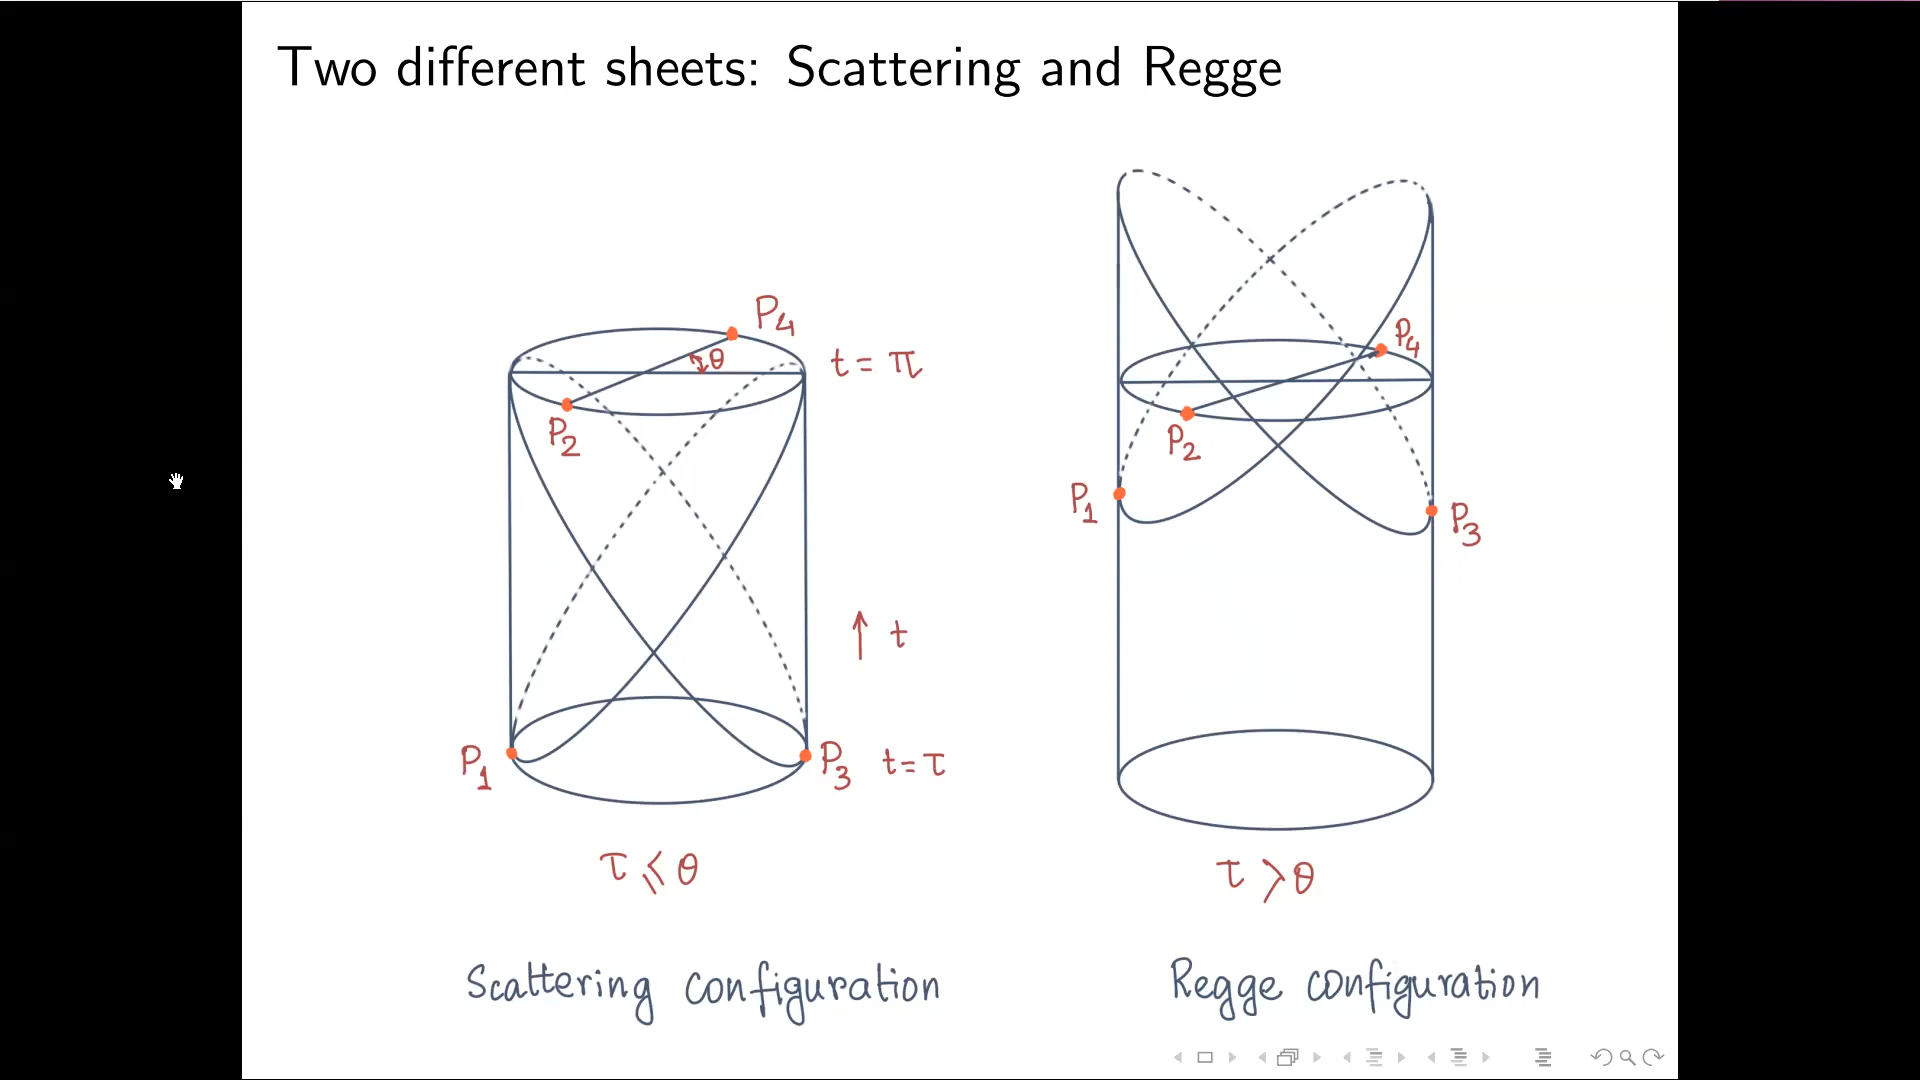 Two different sheets: Scattering and Regge
P4
θ
t = π
P2
P1
P3
t = τ
↑ t
τ ⩽ θ
Scattering configuration
P4
P2
P1
P3
τ > θ
Regge configuration